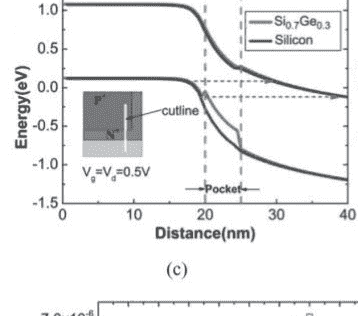 1.0
0.5
0.0
-0.5
-1.0
-1.5
Energy(eV)
Si0.7Ge0.3
Silicon
P+
N+
cutline
Vg=Vd=0.5V
Pocket
0 10 20 30 40
Distance(nm)
(c)